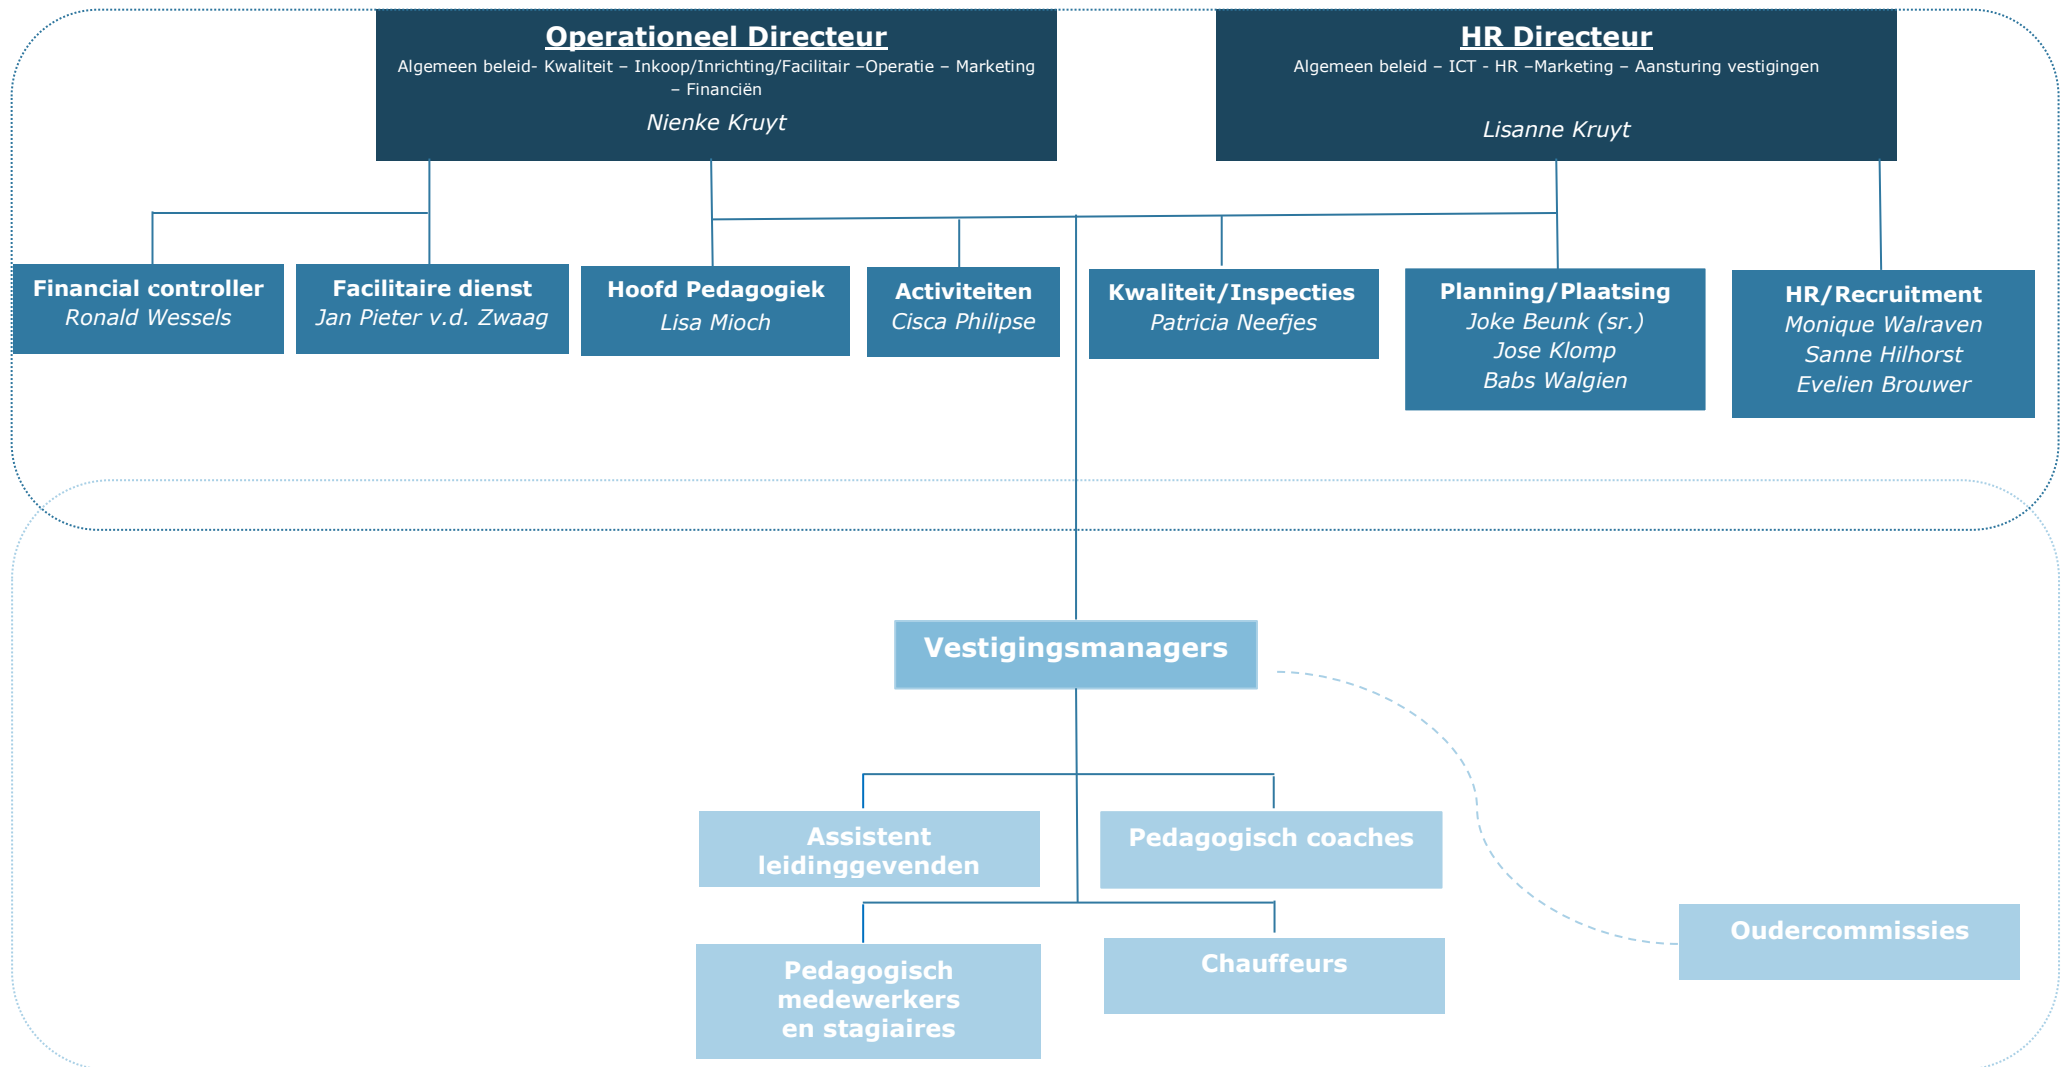 Operationeel Directeur
Algemeen beleid- Kwaliteit – Inkoop/Inrichting/Facilitair –Operatie – Marketing
– Financiën
Nienke Kruyt
HR Directeur
Algemeen beleid – ICT - HR –Marketing – Aansturing vestigingen
Lisanne Kruyt
Financial controller
Ronald Wessels
Facilitaire dienst
Jan Pieter v.d. Zwaag
Hoofd Pedagogiek
Lisa Mioch
Activiteiten
Cisca Philipse
Kwaliteit/Inspecties
Patricia Neefjes
Planning/Plaatsing
Joke Beunk (sr.)
Jose Klomp
Babs Walgien
HR/Recruitment
Monique Walraven
Sanne Hilhorst
Evelien Brouwer
Vestigingsmanagers
Assistent
leidinggevenden
Pedagogisch coaches
Pedagogisch
medewerkers
en stagiaires
Chauffeurs
Oudercommissies